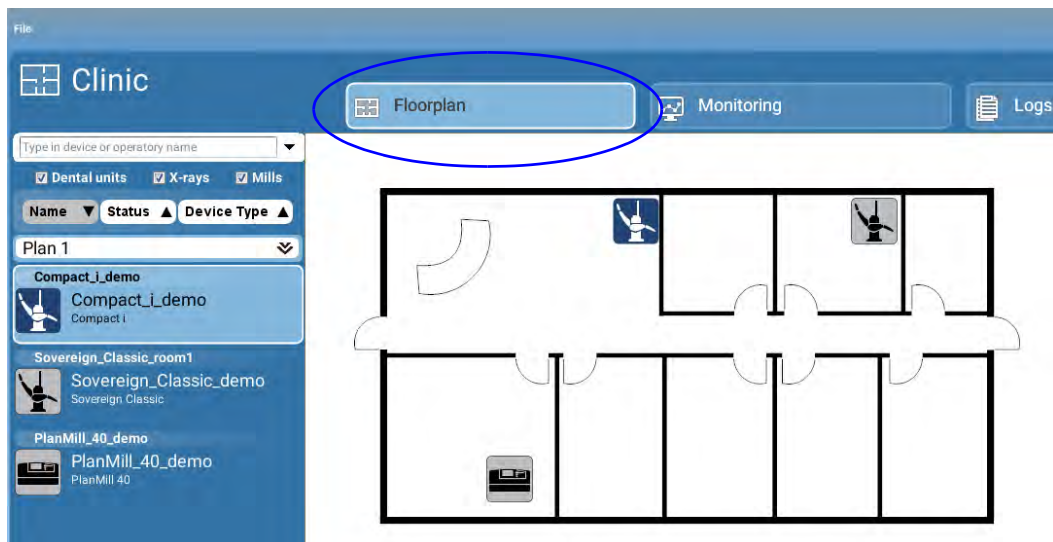 File
Clinic
Floorplan
Monitoring
Logs
Type in device or operatory name
Dental units X-rays Mills
Name ▼ Status ▲ Device Type ▲
Plan 1
Compact_i_demo
Compact_i_demo
Compact i
Sovereign_Classic_room1
Sovereign_Classic_demo
Sovereign Classic
PlanMill_40_demo
PlanMill_40_demo
PlanMill 40